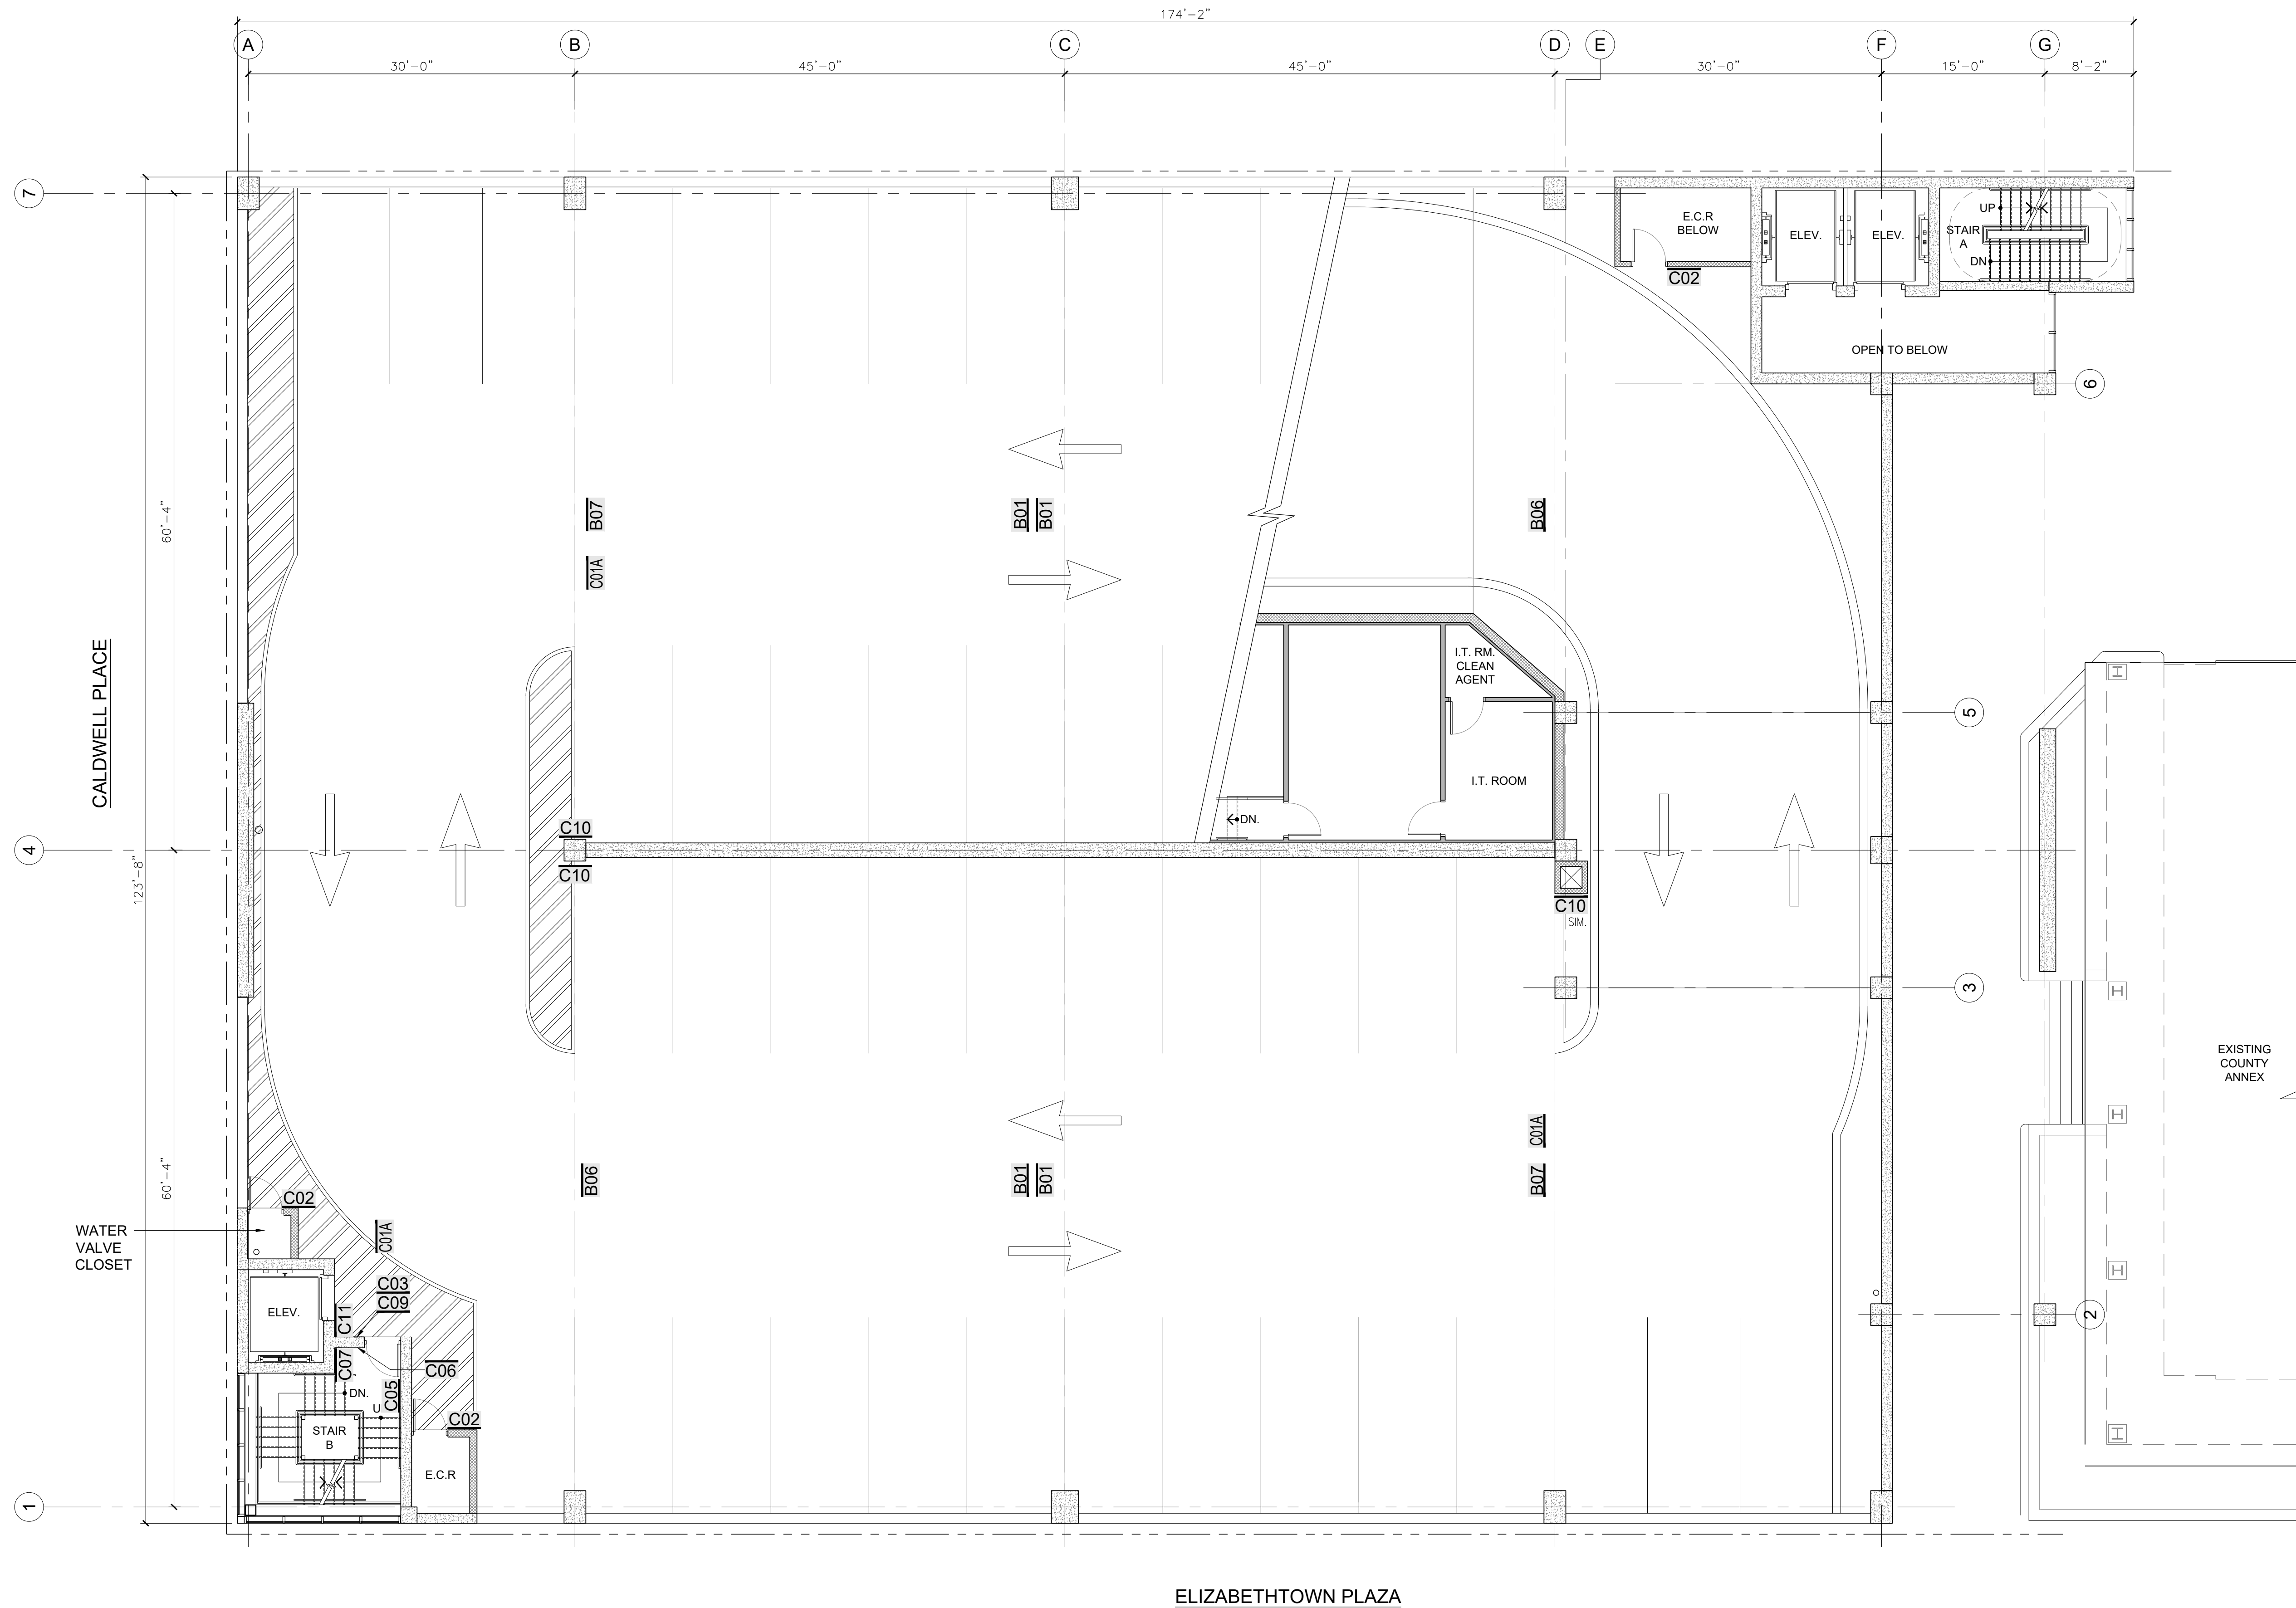 174'-2"
A
B
C
D
E
F
G
30'-0"
45'-0"
45'-0"
30'-0"
15'-0"
8'-2"
7
E.C.R
BELOW
ELEV.
ELEV.
UP
STAIR
A
DN
C02
OPEN TO BELOW
6
60'-4"
B07
B01
B01
B06
C01A
CALDWELL PLACE
I.T. RM.
CLEAN
AGENT
5
I.T. ROOM
DN.
C10
4
123'-8"
C10
C10
SIM.
3
EXISTING
COUNTY
ANNEX
60'-4"
C01A
B06
B01
B01
B07
C02
WATER
VALVE
CLOSET
C01A
C03
C09
ELEV.
C11
2
C07
C06
DN.
C05
U
C02
STAIR
B
E.C.R
1
ELIZABETHTOWN PLAZA